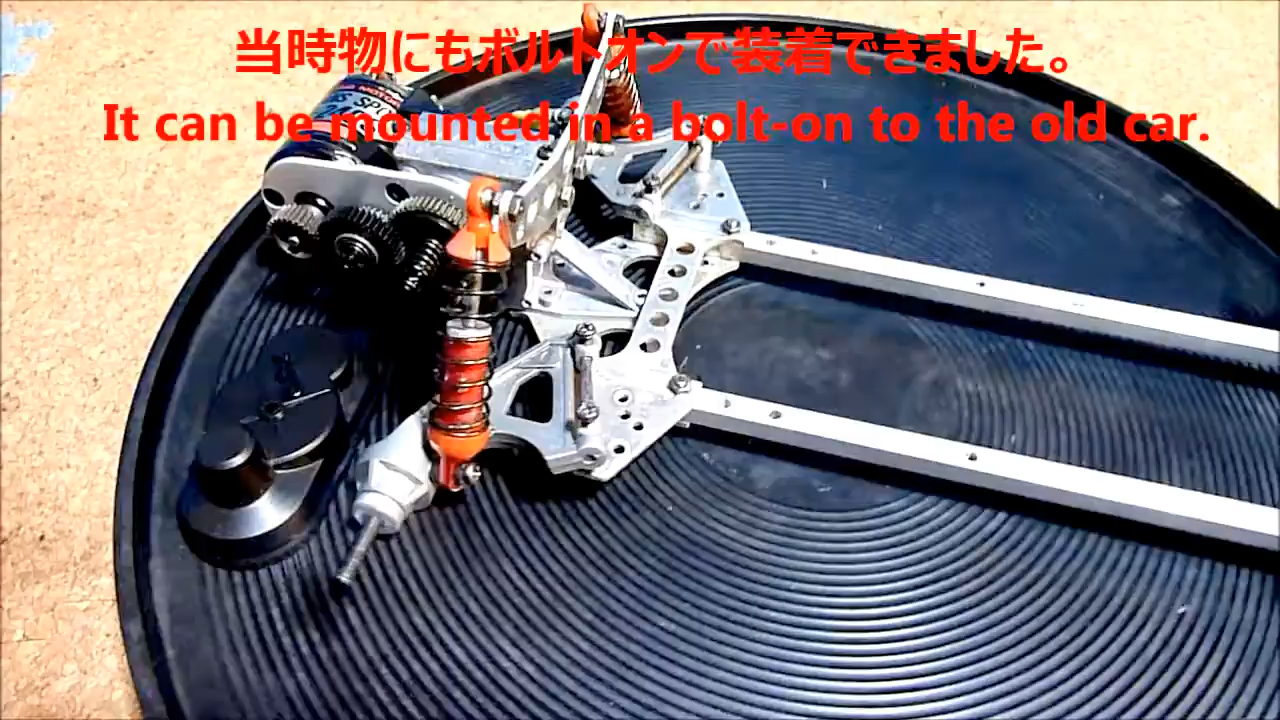 当時物にもボルトオンで装着できました。
It can be mounted in a bolt-on to the old car.
MOTOR